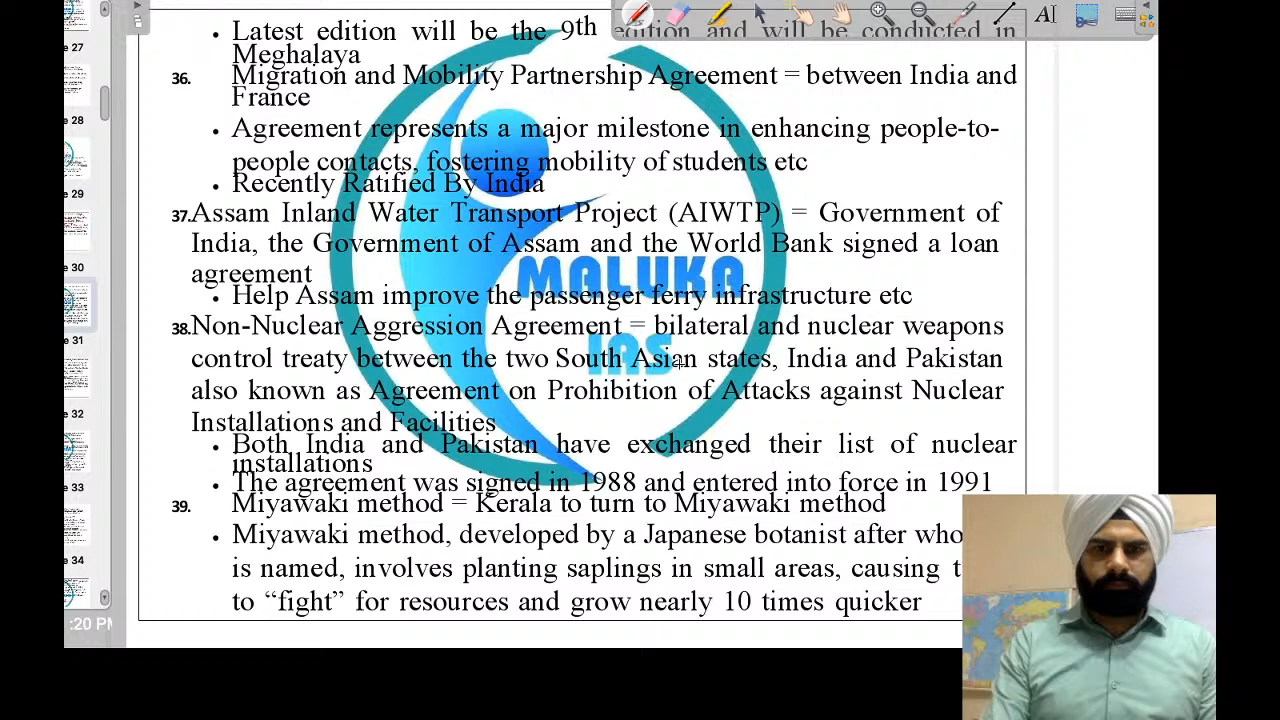 • Latest edition will be the 9th edition and will be conducted in
Meghalaya
36. Migration and Mobility Partnership Agreement = between India and
France
• Agreement represents a major milestone in enhancing people-to-
people contacts, fostering mobility of students etc
• Recently Ratified By India
37. Assam Inland Water Transport Project (AIWTP) = Government of
India, the Government of Assam and the World Bank signed a loan
agreement
• Help Assam improve the passenger ferry infrastructure etc
38. Non-Nuclear Aggression Agreement = bilateral and nuclear weapons
control treaty between the two South Asian states, India and Pakistan
also known as Agreement on Prohibition of Attacks against Nuclear
Installations and Facilities
• Both India and Pakistan have exchanged their list of nuclear
installations
• The agreement was signed in 1988 and entered into force in 1991
39. Miyawaki method = Kerala to turn to Miyawaki method
• Miyawaki method, developed by a Japanese botanist after who
is named, involves planting saplings in small areas, causing t
to “fight” for resources and grow nearly 10 times quicker
MALUKA
IAS
AI
e 27
28
e 29
e 30
e 31
e 32
e 33
e 34
:20 PM